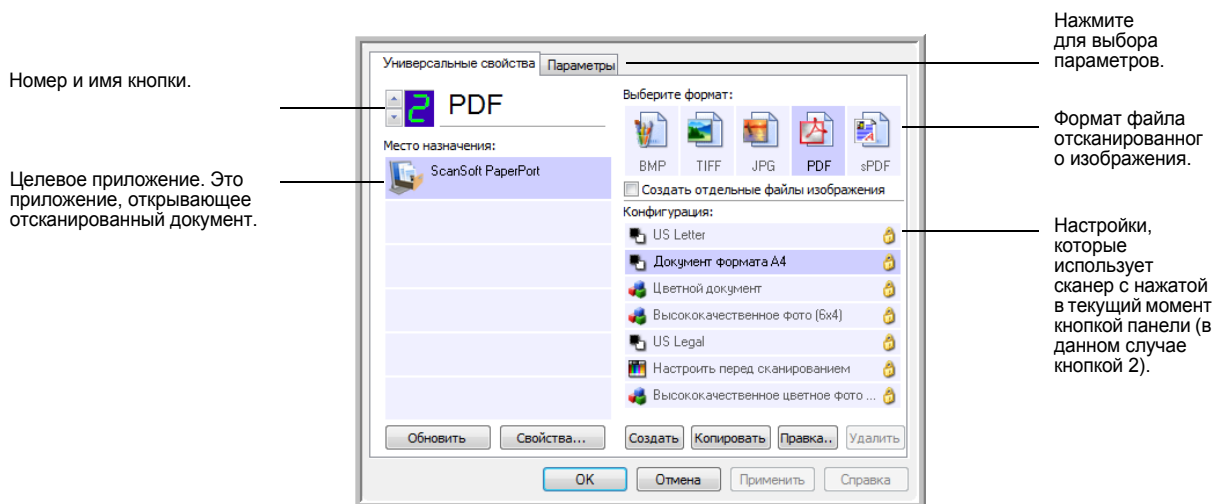 Номер и имя кнопки.
Целевое приложение. Это
приложение, открывающее
отсканированный документ.
Универсальные свойства
Параметры
2
PDF
Место назначения:
ScanSoft PaperPort
Обновить
Свойства...
Выберите формат:
BMP
TIFF
JPG
PDF
sPDF
Создать отдельные файлы изображения
Конфигурация:
US Letter
Документ формата A4
Цветной документ
Высококачественное фото (6x4)
US Legal
Настроить перед сканированием
Высококачественное цветное фото ...
Создать
Копировать
Правка..
Удалить
OK
Отмена
Применить
Справка
Нажмите
для выбора
параметров.
Формат файла
отсканированног
о изображения.
Настройки,
которые
использует
сканер с нажатой
в текущий момент
кнопкой панели (в
данном случае
кнопкой 2).